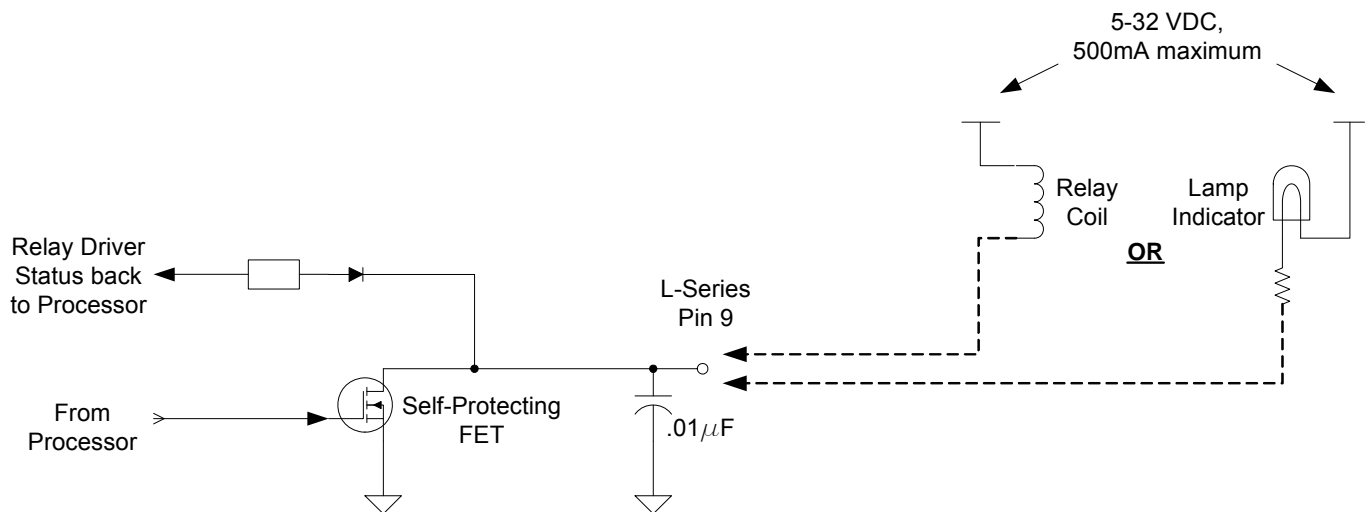 5-32 VDC,
500mA maximum
Relay
Coil
Lamp
Indicator
OR
Relay Driver
Status back
to Processor
L-Series
Pin 9
Self-Protecting
FET
From
Processor
.01μF